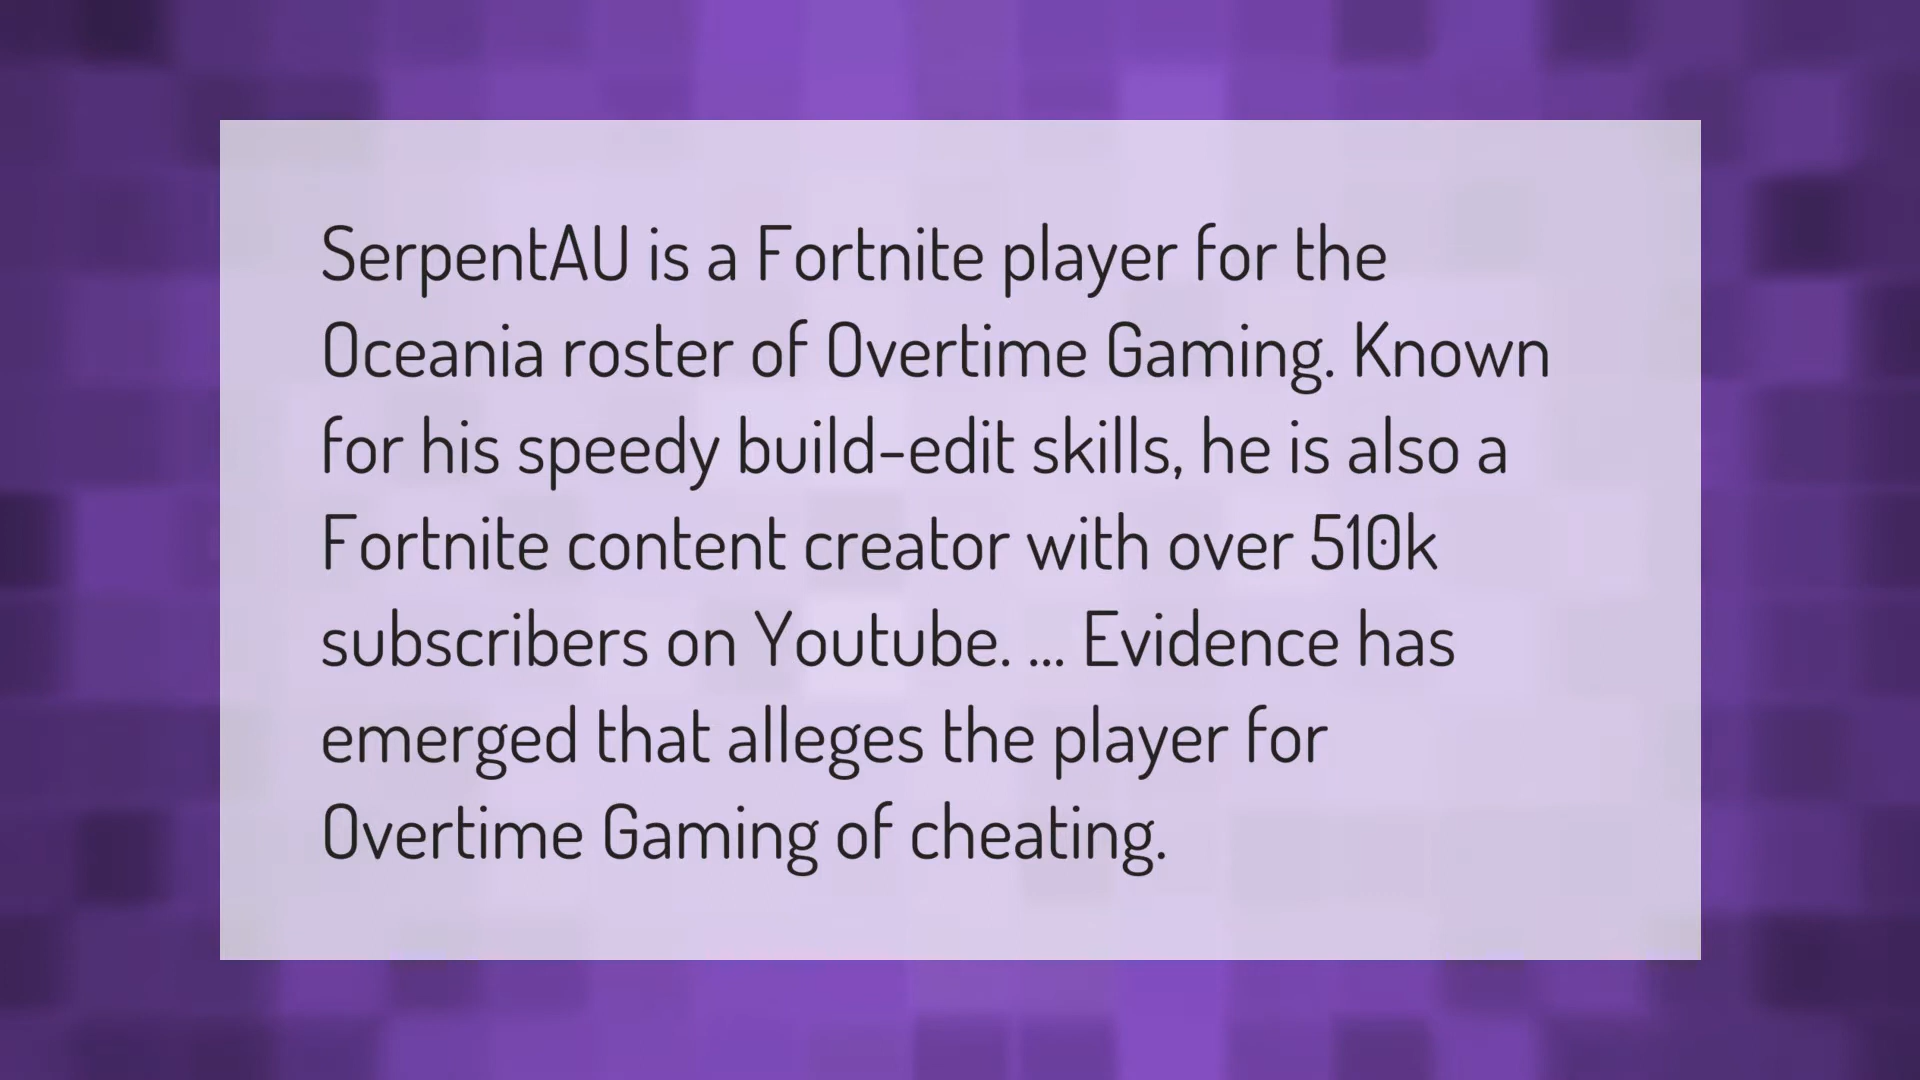 SerpentAU is a Fortnite player for the
Oceania roster of Overtime Gaming. Known
for his speedy build-edit skills, he is also a
Fortnite content creator with over 510k
subscribers on Youtube. ... Evidence has
emerged that alleges the player for
Overtime Gaming of cheating.